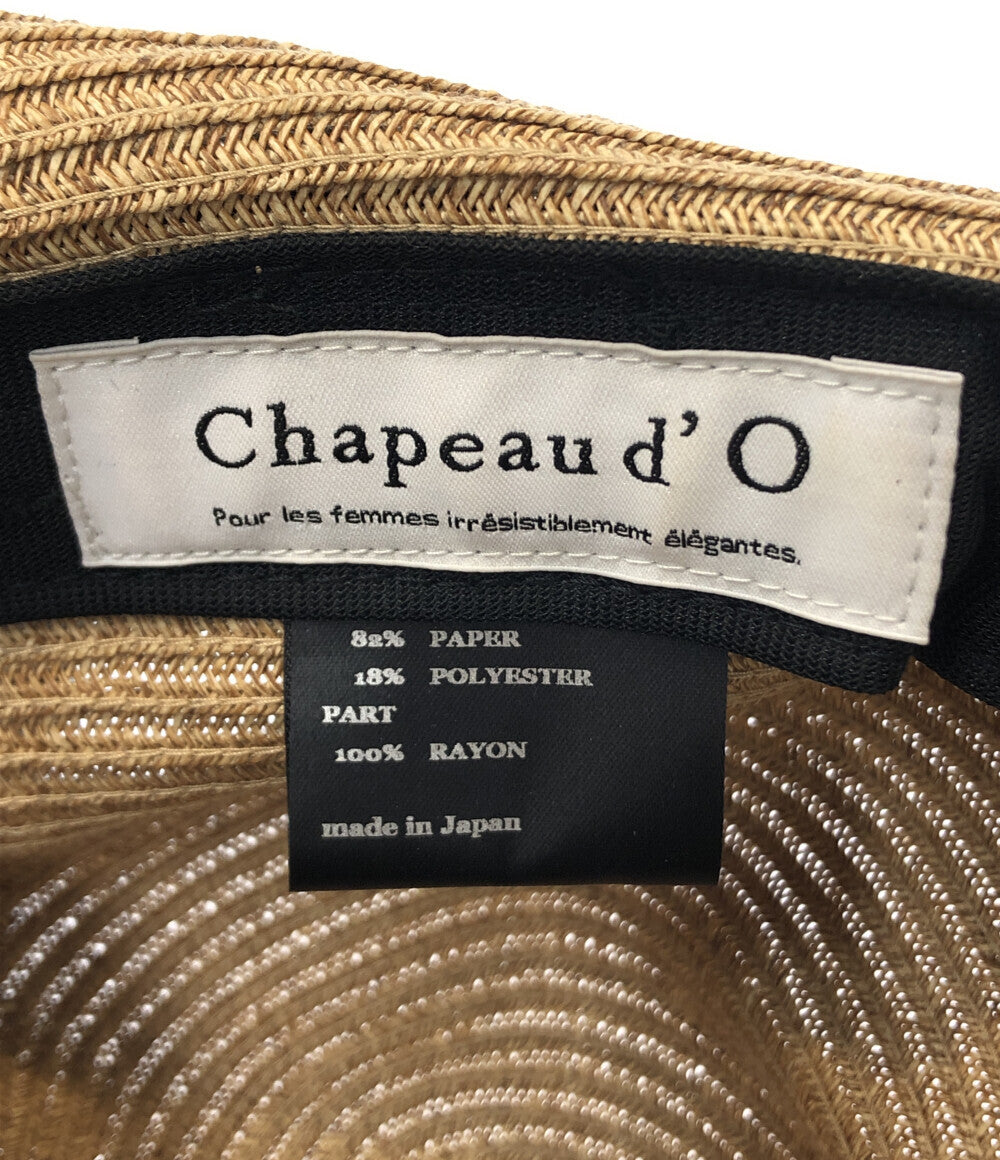 Chapeau d' O
Pour les femmes irrésistiblement élégantes.
82% PAPER
18% POLYESTER
PART
100% RAYON
made in Japan